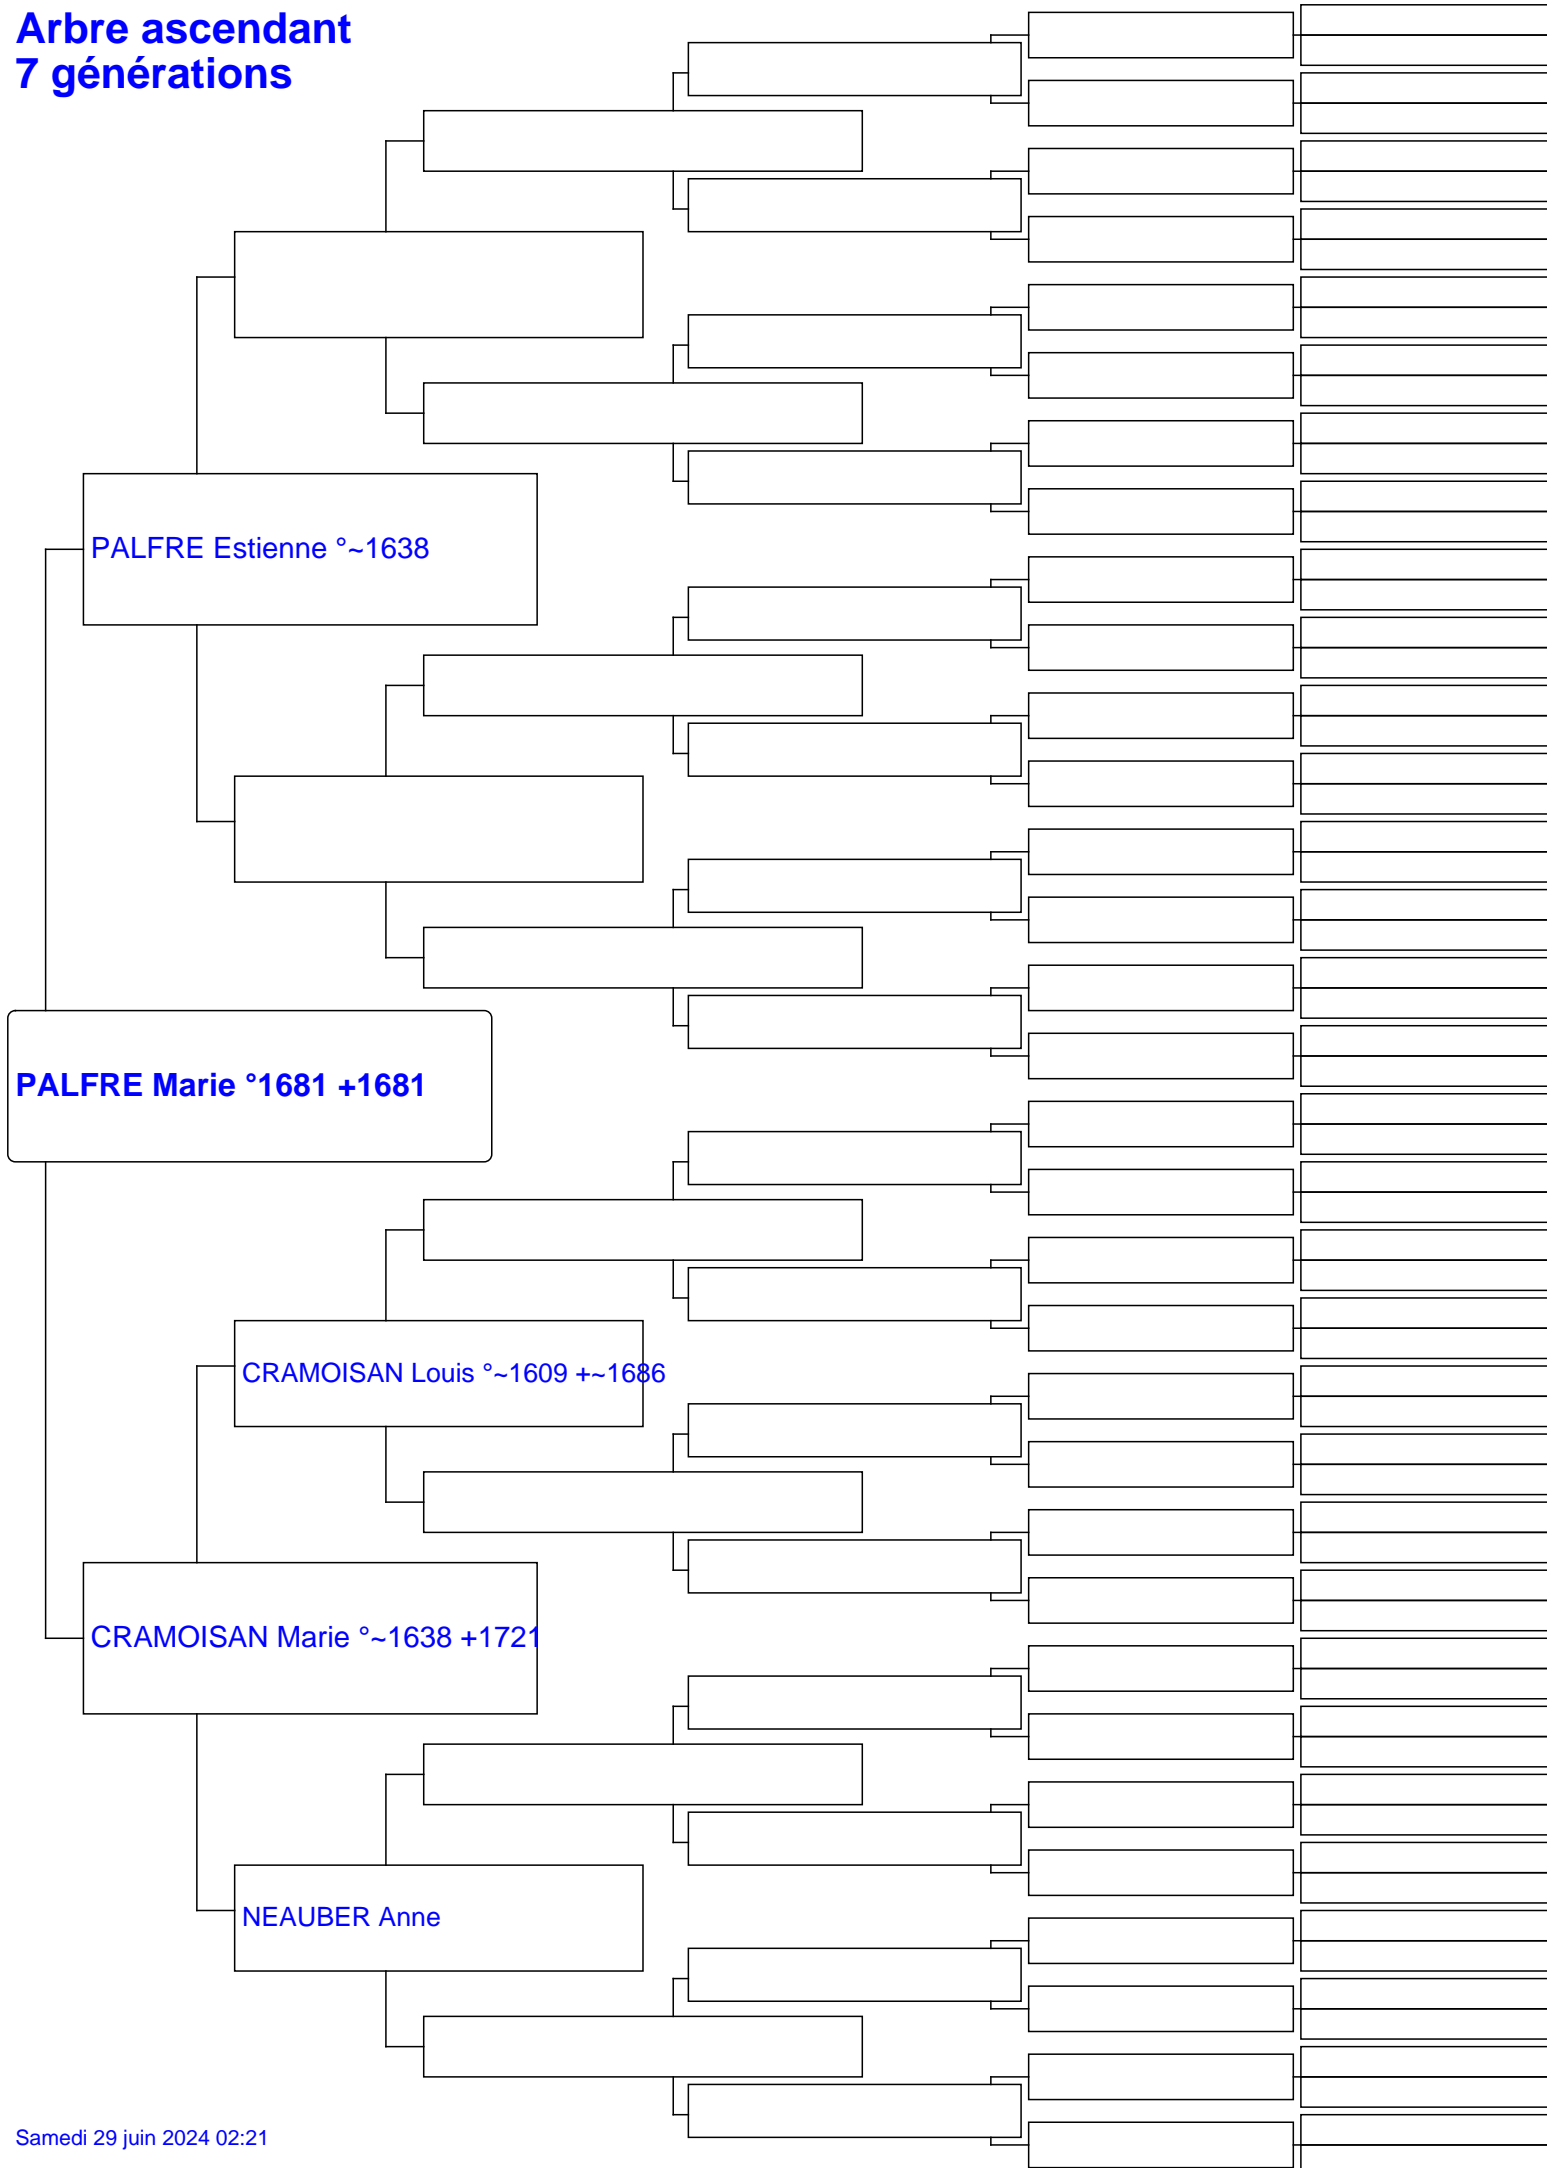 Arbre ascendant
7 générations
PALFRE Estienne °~1638
PALFRE Marie °1681 +1681
CRAMOISAN Louis °~1609 +~1686
CRAMOISAN Marie °~1638 +1721
NEAUBER Anne
Samedi 29 juin 2024 02:21